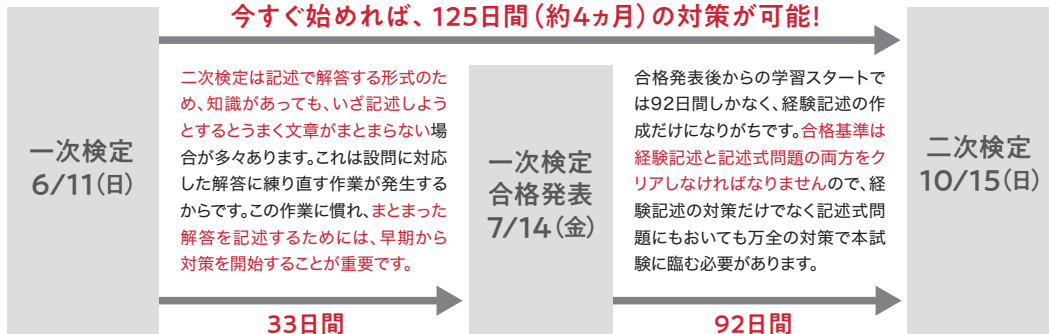 今すぐ始めれば、125日間(約4ヵ月)の対策が可能!
一次検定
6/11(日)
二次検定は記述で解答する形式のた
め、知識があっても、いざ記述しよう
とするとうまく文章がまとまらない場
合が多々あります。これは設問に対応
した解答に練り直す作業が発生する
からです。この作業に慣れ、まとまった
解答を記述するためには、早期から
対策を開始することが重要です。
33日間
一次検定
合格発表
7/14(金)
合格発表後からの学習スタートで
は92日間しかなく、経験記述の作
成だけになりがちです。合格基準は
経験記述と記述式問題の両方をク
リアしなければなりませんので、経
験記述の対策だけでなく記述式問
題にもおいても万全の対策で本試
験に臨む必要があります。
92日間
二次検定
10/15(日)